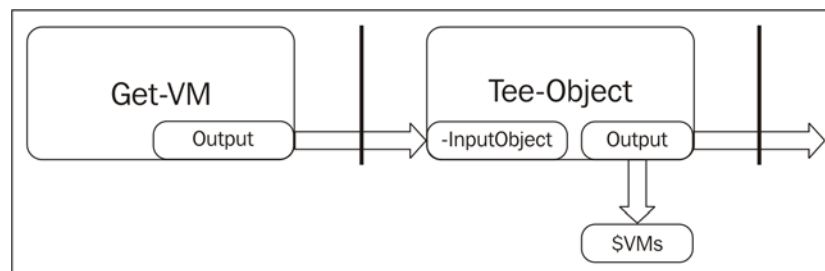 Get-VM
Tee-Object
Output
-InputObject
Output
$VMs